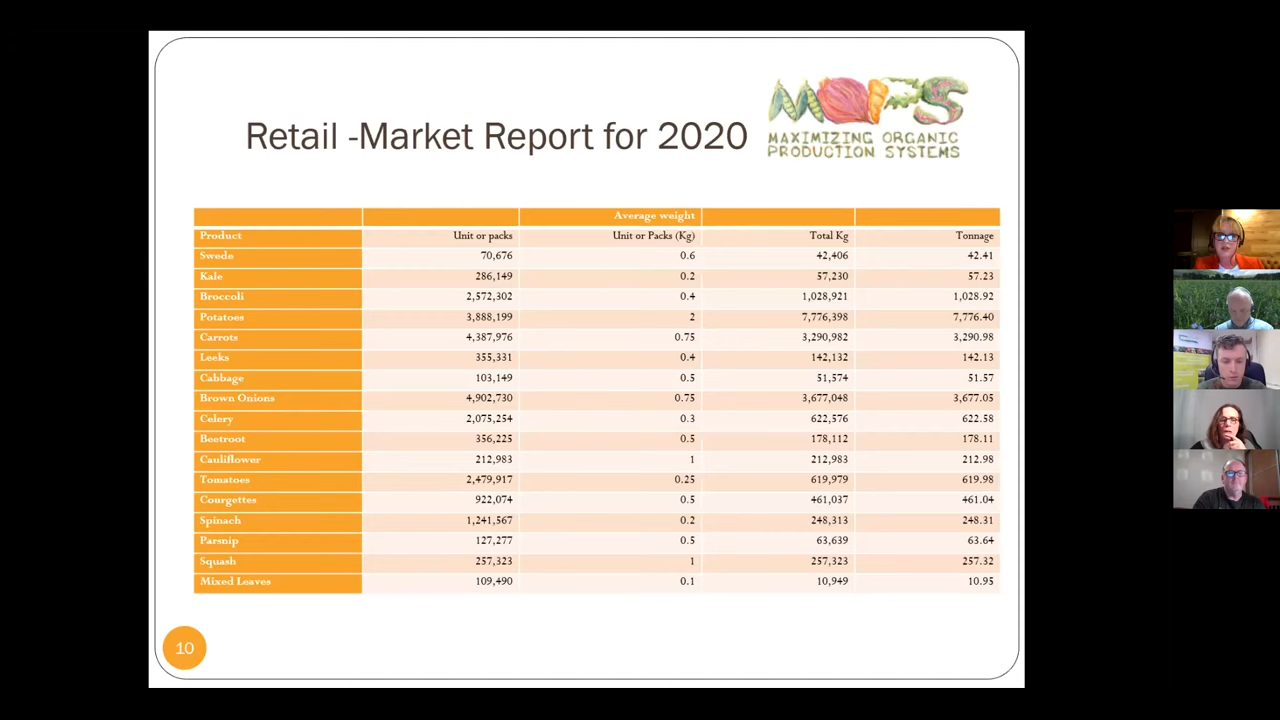 Retail -Market Report for 2020
MOPS
MAXIMIZING ORGANIC
PRODUCTION SYSTEMS
Average weight
Product Unit or packs Unit or Packs (Kg) Total Kg Tonnage
Swede 70,676 0.6 42,406 42.41
Kale 286,149 0.2 57,230 57.23
Broccoli 2,572,302 0.4 1,028,921 1,028.92
Potatoes 3,888,199 2 7,776,398 7,776.40
Carrots 4,387,976 0.75 3,290,982 3,290.98
Leeks 355,331 0.4 142,132 142.13
Cabbage 103,149 0.5 51,574 51.57
Brown Onions 4,902,730 0.75 3,677,048 3,677.05
Celery 2,075,254 0.3 622,576 622.58
Beetroot 356,225 0.5 178,112 178.11
Cauliflower 212,983 1 212,983 212.98
Tomatoes 2,479,917 0.25 619,979 619.98
Courgettes 922,074 0.5 461,037 461.04
Spinach 1,241,567 0.2 248,313 248.31
Parsnip 127,277 0.5 63,639 63.64
Squash 257,323 1 257,323 257.32
Mixed Leaves 109,490 0.1 10,949 10.95
10